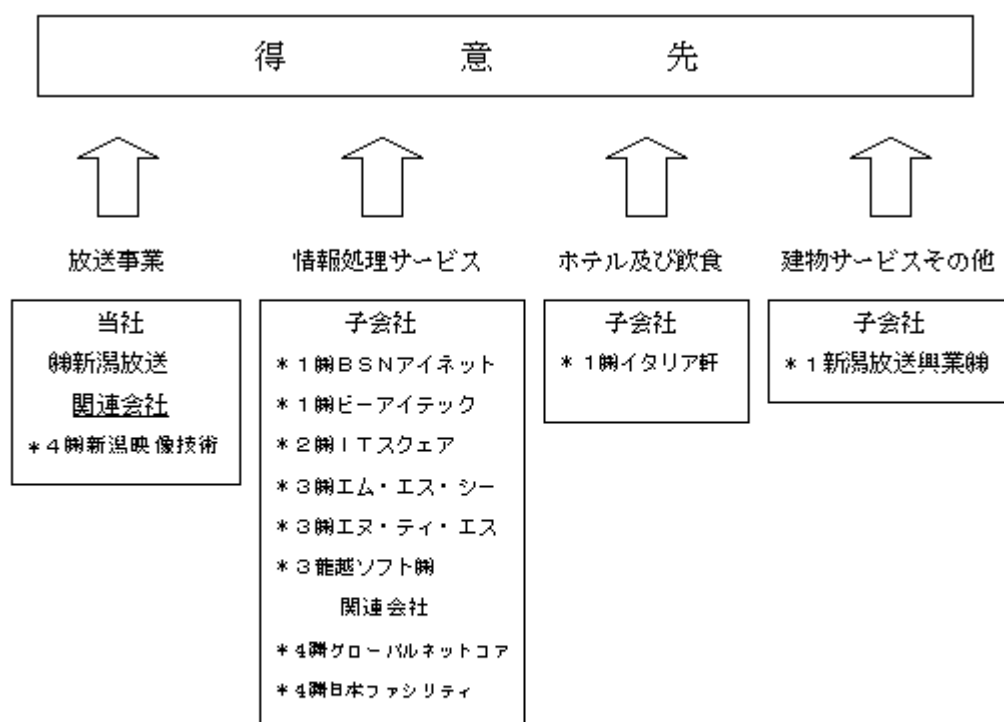 得意先
放送事業
当社
㈱新潟放送
関連会社
*4㈱新潟映像技術
情報処理サービス
子会社
*1㈱BSNアイネット
*1㈱ビーアイテック
*2㈱ITスクェア
*3㈱エム・エス・シー
*3㈱エヌ・ティ・エス
*3龍越ソフト㈱
関連会社
*4㈱グローバルネットコア
*4㈱日本ファシリティ
ホテル及び飲食
子会社
*1㈱イタリア軒
建物サービスその他
子会社
*1新潟放送興業㈱